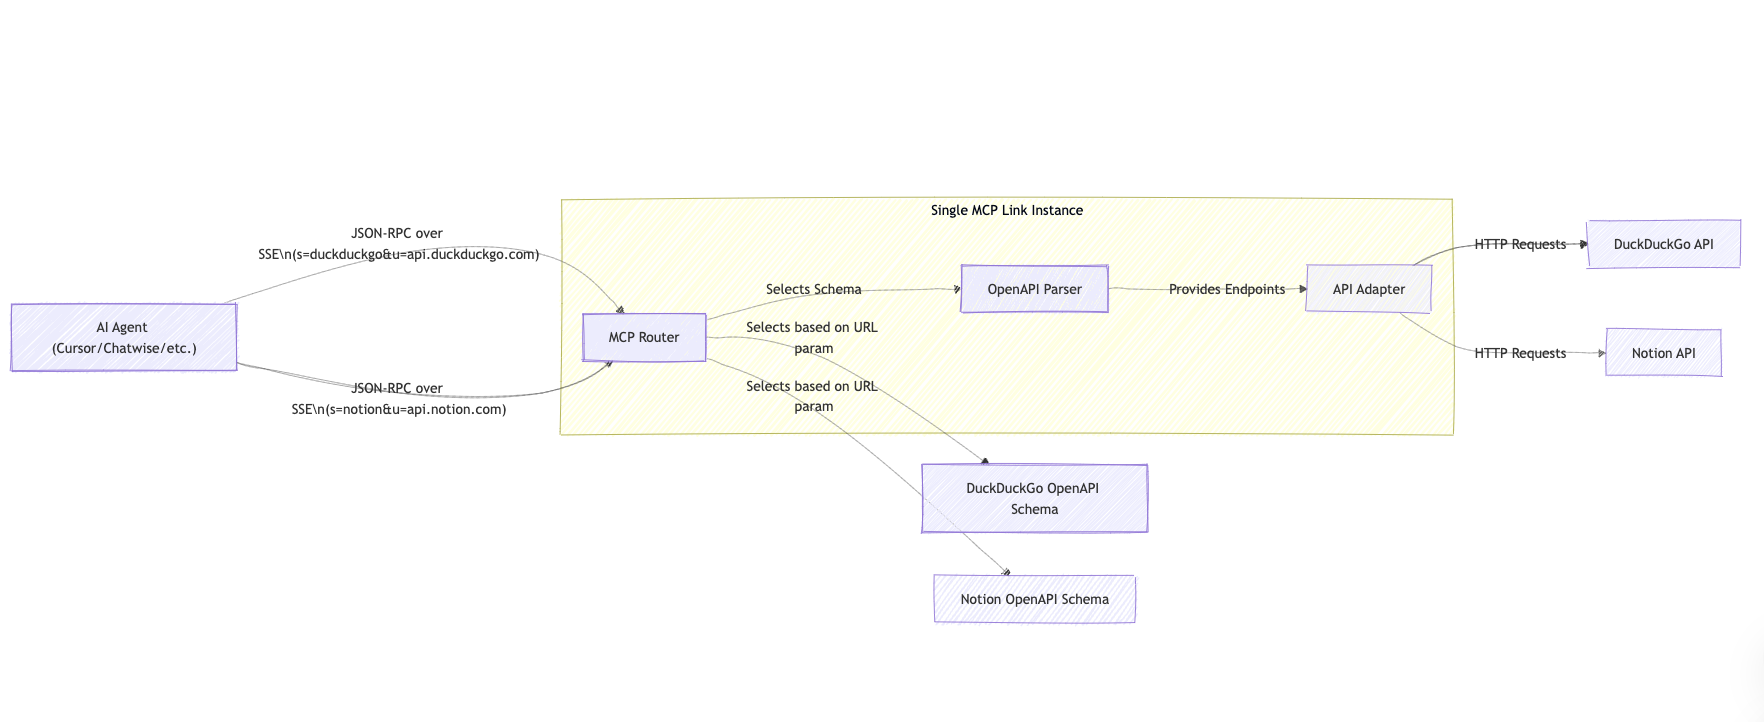 Single MCP Link Instance
JSON-RPC over
SSE\n(s=duckduckgo&u=api.duckduckgo.com)
AI Agent
(Cursor/Chatwise/etc.)
JSON-RPC over
SSE\n(s=notion&u=api.notion.com)
MCP Router
Selects Schema
Selects based on URL
param
Selects based on URL
param
OpenAPI Parser
Provides Endpoints
API Adapter
HTTP Requests
DuckDuckGo API
HTTP Requests
Notion API
DuckDuckGo OpenAPI
Schema
Notion OpenAPI Schema